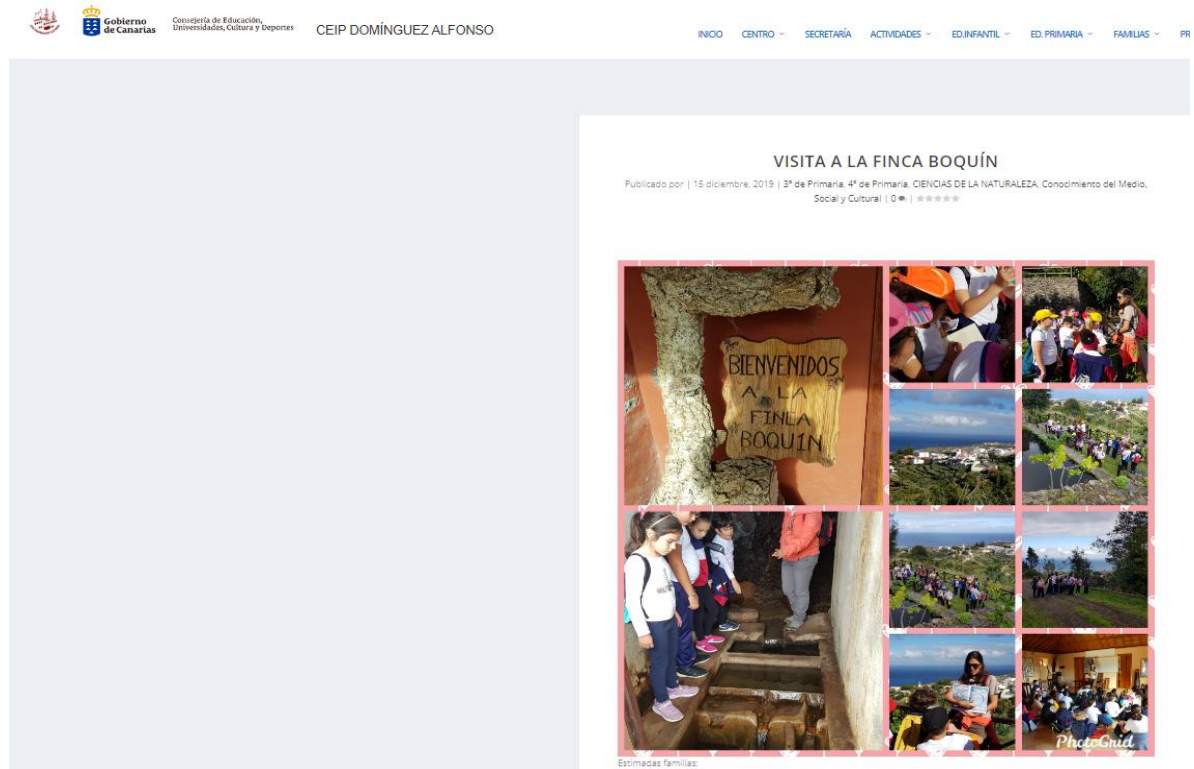 Gobierno
de Canarias
Consejería de Educación,
Universidades, Cultura y Deportes
CEIP DOMÍNGUEZ ALFONSO
INICIO CENTRO SECRETARÍA ACTIVIDADES ED.INFANTIL ED. PRIMARIA FAMILIAS PR
VISITA A LA FINCA BOQUÍN
Publicado por | 15 diciembre, 2019 | 3º de Primaria, 4º de Primaria, CIENCIAS DE LA NATURALEZA, Conocimiento del Medio,
Social y Cultural | 0 |
BIENVENIDOS
A LA
FINCA
BOQUIN
PhotoGrid
Estimadas familias: